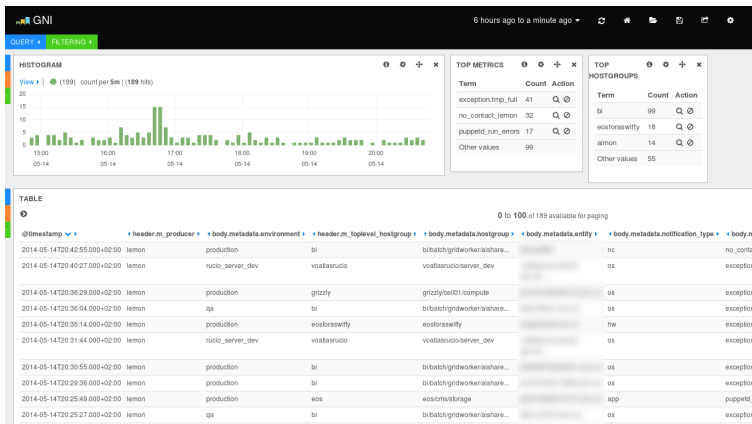 GNI
6 hours ago to a minute ago
QUERY FILTERING
HISTOGRAM
View (189) count per 5m | (189 hits)
20
15
10
5
0
15:00 16:00 17:00 18:00 19:00 20:00
05-14 05-14 05-14 05-14 05-14 05-14
TOP METRICS
Term Count Action
exception.tmp_full 41
no_contact_lemon 32
puppetd_run_errors 17
Other values 99
TOP
HOSTGROUPS
Term Count Action
bi 99
eosforaswifty 18
aimon 14
Other values 55
TABLE
0 to 100 of 189 available for paging
@timestamp header.m_producer body.metadata.environment header.m_toplevel_hostgroup body.metadata.hostgroup body.metadata.entity body.metadata.notification_type body.m
2014-05-14T20:42:55.000+02:00 lemon production bi bi/batch/gridworker/aishare... nc no_conta
2014-05-14T20:40:27.000+02:00 lemon rucio_server_dev voatlasrucio voatlasrucio/server_dev os exception
2014-05-14T20:36:29.000+02:00 lemon production grizzly grizzly/cell01/compute os exception
2014-05-14T20:36:04.000+02:00 lemon qa bi bi/batch/gridworker/aishare... os exception
2014-05-14T20:35:14.000+02:00 lemon production eosforaswifty eosforaswifty hw exception
2014-05-14T20:31:44.000+02:00 lemon rucio_server_dev voatlasrucio voatlasrucio/server_dev os exception
2014-05-14T20:30:55.000+02:00 lemon production bi bi/batch/gridworker/aishare... os exception
2014-05-14T20:29:36.000+02:00 lemon production bi bi/batch/gridworker/aishare... os exception
2014-05-14T20:25:49.000+02:00 lemon production eos eos/cms/storage app puppetd_
2014-05-14T20:25:27.000+02:00 lemon qa bi bi/batch/gridworker/aishare... os exception